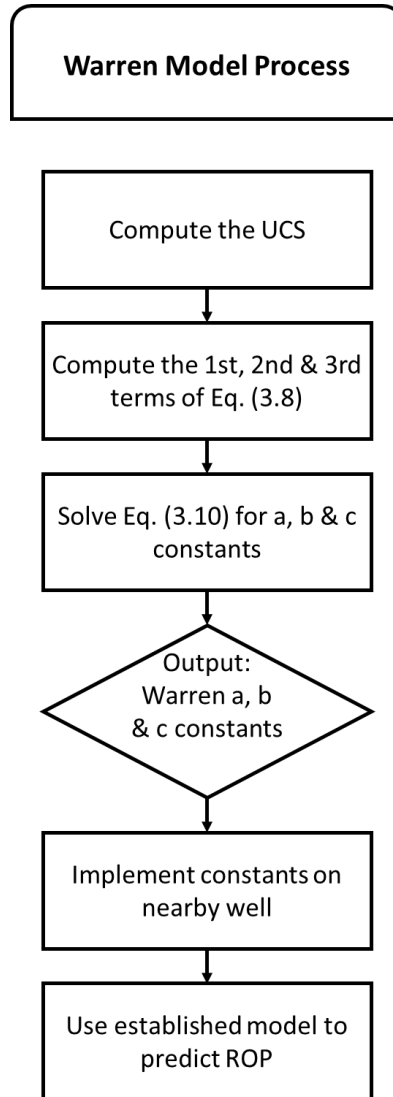 Warren Model Process
Compute the UCS
Compute the 1st, 2nd & 3rd
terms of Eq. (3.8)
Solve Eq. (3.10) for a, b & c
constants
Output:
Warren a, b
& c constants
Implement constants on
nearby well
Use established model to
predict ROP